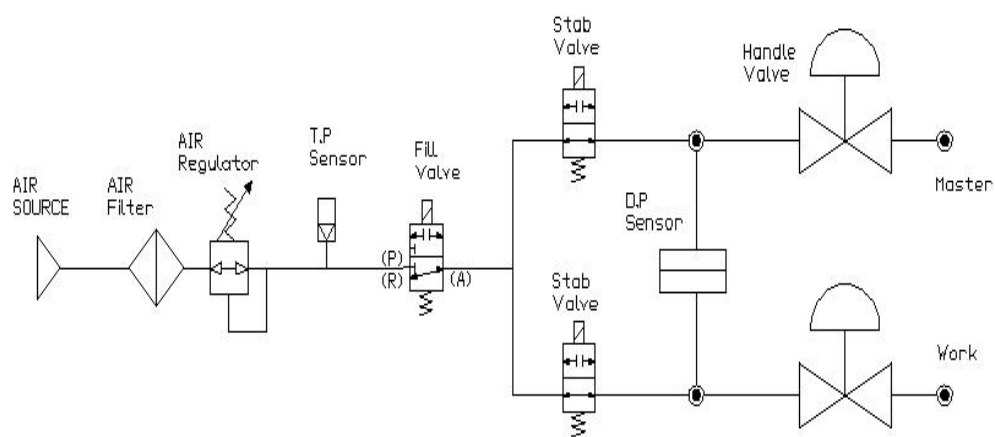 Stab
Valve
Handle
Valve
AIR
Regulator
T.P
Sensor
Fill
Valve
AIR
SOURCE
AIR
Filter
Master
D.P
Sensor
(P)
(R)
(A)
Stab
Valve
Work